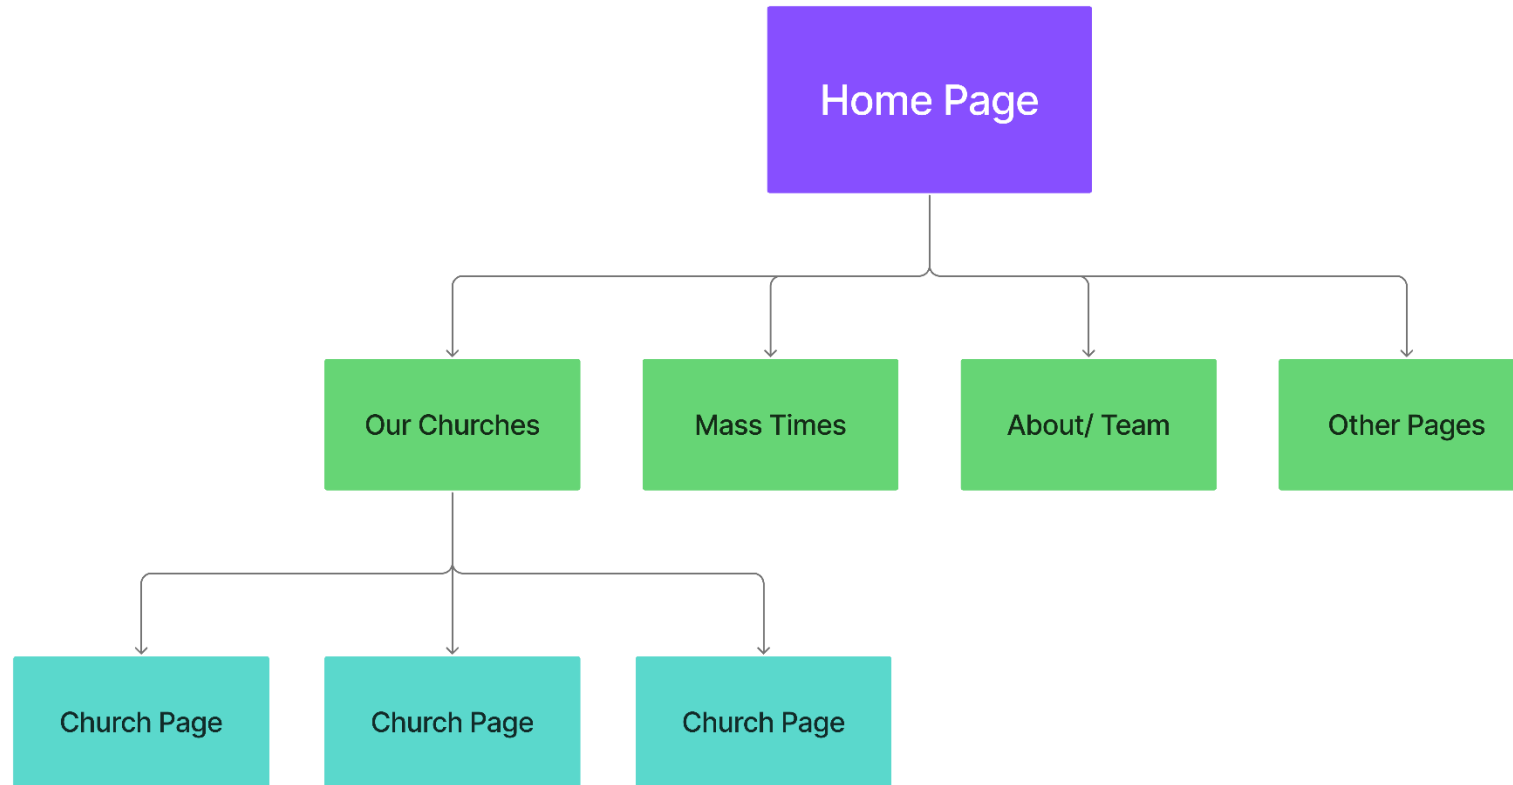 Home Page
Our Churches
Mass Times
About/ Team
Other Pages
Church Page
Church Page
Church Page